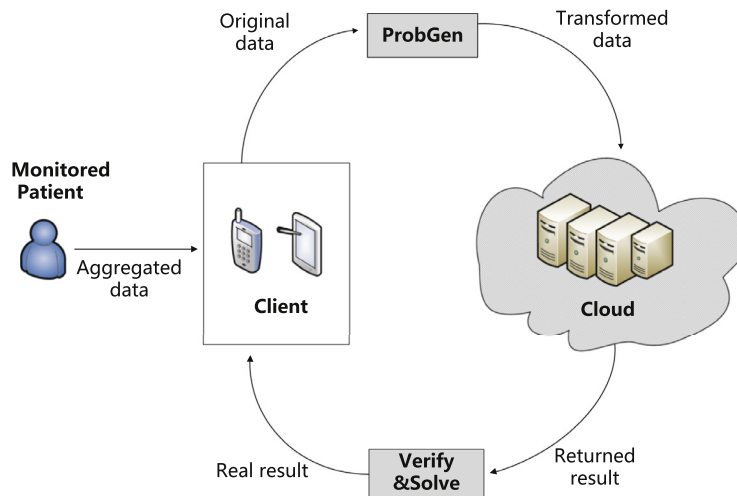 Original
data
ProbGen
Transformed
data
Monitored
Patient
Aggregated
data
Client
Cloud
Real result
Verify
&Solve
Returned
result